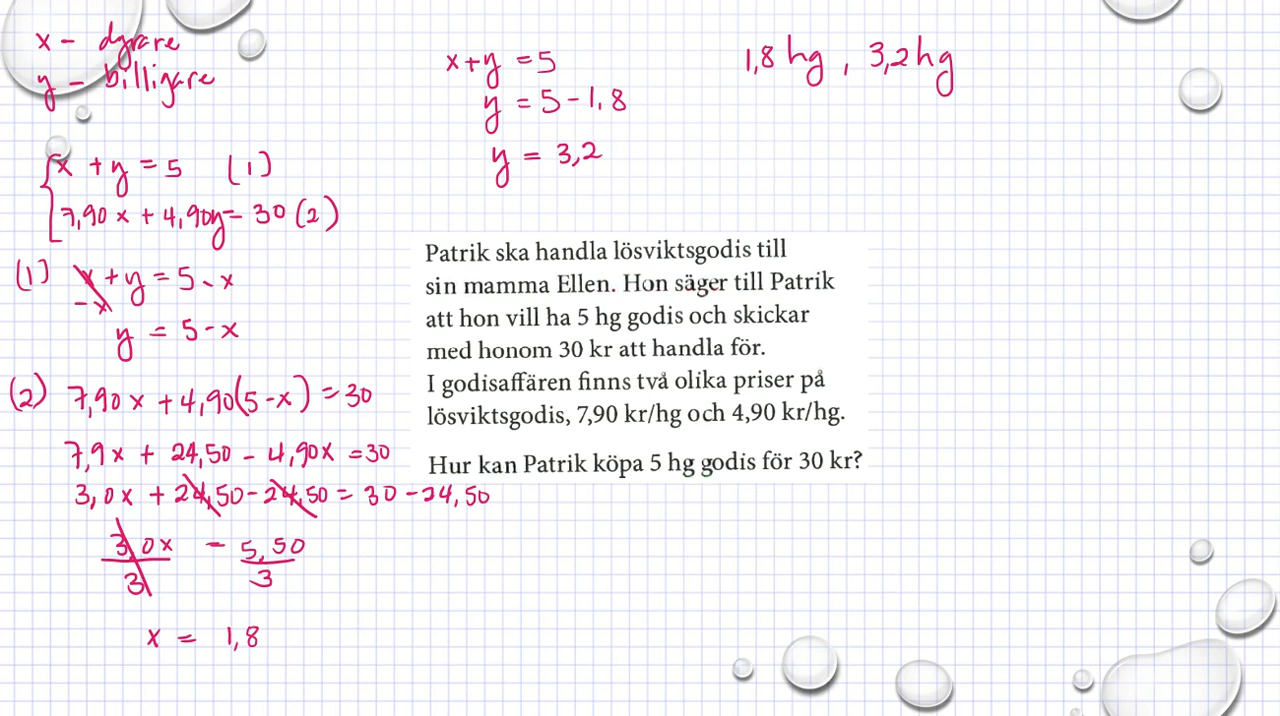 x - dyrare
y - billigare
x + y = 5 (1)
7,90x + 4,90y = 30 (2)
(1) x + y = 5 - x
- x
y = 5 - x
(2) 7,90x + 4,90(5 - x) = 30
7,9x + 24,50 - 4,90x = 30
3,0x + 24,50 - 24,50 = 30 - 24,50
3,0x = 5,50
3 3
x = 1,8
x + y = 5
y = 5 - 1,8
y = 3,2
1,8 hg , 3,2 hg
Patrik ska handla lösviktsgodis till
sin mamma Ellen. Hon säger till Patrik
att hon vill ha 5 hg godis och skickar
med honom 30 kr att handla för.
I godisaffären finns två olika priser på
lösviktsgodis, 7,90 kr/hg och 4,90 kr/hg.
Hur kan Patrik köpa 5 hg godis för 30 kr?